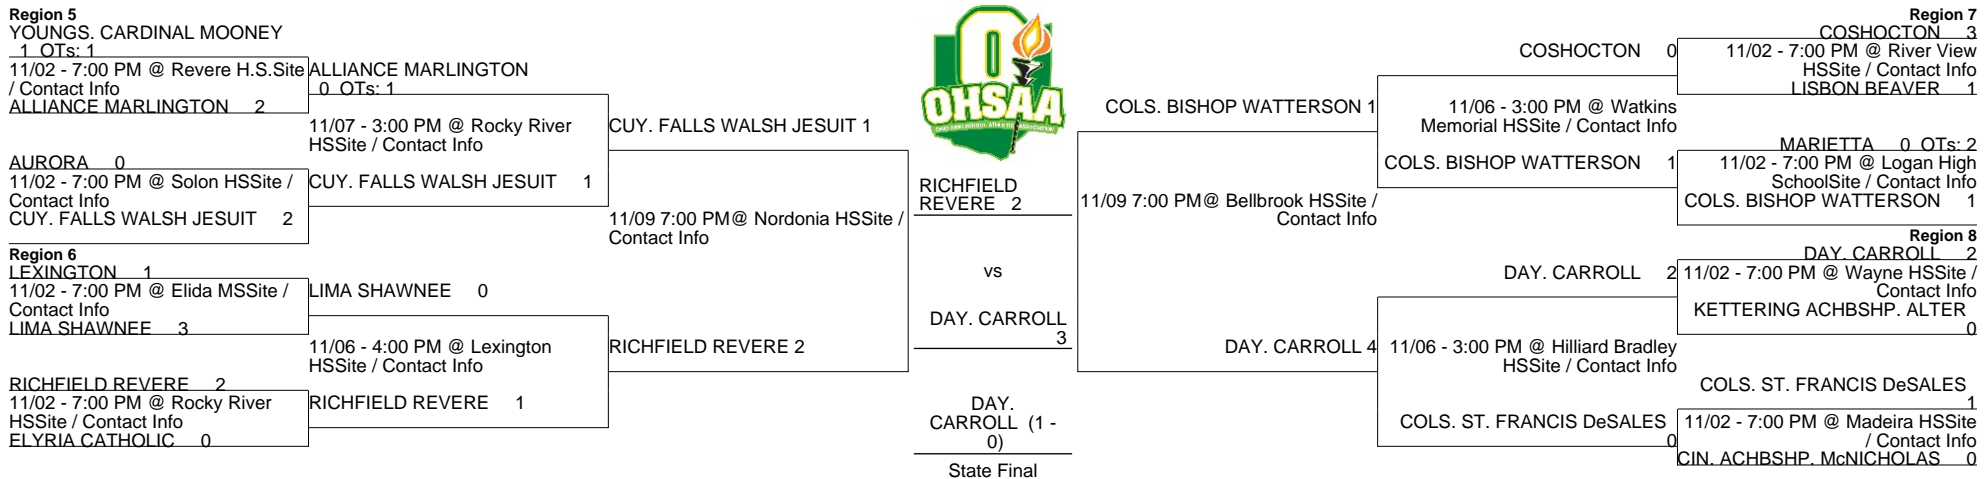 Region 5
YOUNGS. CARDINAL MOONEY
1 OTs: 1
11/02 - 7:00 PM @ Revere H.S.Site
/ Contact Info
ALLIANCE MARLINGTON 2
ALLIANCE MARLINGTON
0 OTs: 1
11/07 - 3:00 PM @ Rocky River
HSSite / Contact Info
AURORA 0
11/02 - 7:00 PM @ Solon HSSite /
Contact Info
CUY. FALLS WALSH JESUIT 2
CUY. FALLS WALSH JESUIT 1
CUY. FALLS WALSH JESUIT 1
11/09 7:00 PM@ Nordonia HSSite /
Contact Info
Region 6
LEXINGTON 1
11/02 - 7:00 PM @ Elida MSSite /
Contact Info
LIMA SHAWNEE 3
LIMA SHAWNEE 0
11/06 - 4:00 PM @ Lexington
HSSite / Contact Info
RICHFIELD REVERE 2
11/02 - 7:00 PM @ Rocky River
HSSite / Contact Info
ELYRIA CATHOLIC 0
RICHFIELD REVERE 1
RICHFIELD REVERE 2
O
OHSAA
RICHFIELD
REVERE 2
vs
DAY. CARROLL
3
DAY.
CARROLL (1 -
0)
State Final
COLS. BISHOP WATTERSON 1
11/09 7:00 PM@ Bellbrook HSSite /
Contact Info
DAY. CARROLL 4
COSHOCTON 0
11/06 - 3:00 PM @ Watkins
Memorial HSSite / Contact Info
COLS. BISHOP WATTERSON 1
DAY. CARROLL 2
11/06 - 3:00 PM @ Hilliard Bradley
HSSite / Contact Info
COLS. ST. FRANCIS DeSALES
0
Region 7
COSHOCTON 3
11/02 - 7:00 PM @ River View
HSSite / Contact Info
LISBON BEAVER 1
MARIETTA 0 OTs: 2
11/02 - 7:00 PM @ Logan High
SchoolSite / Contact Info
COLS. BISHOP WATTERSON 1
Region 8
DAY. CARROLL 2
11/02 - 7:00 PM @ Wayne HSSite /
Contact Info
KETTERING ACHBSHP. ALTER
0
COLS. ST. FRANCIS DeSALES
1
11/02 - 7:00 PM @ Madeira HSSite
/ Contact Info
CIN. ACHBSHP. McNICHOLAS 0